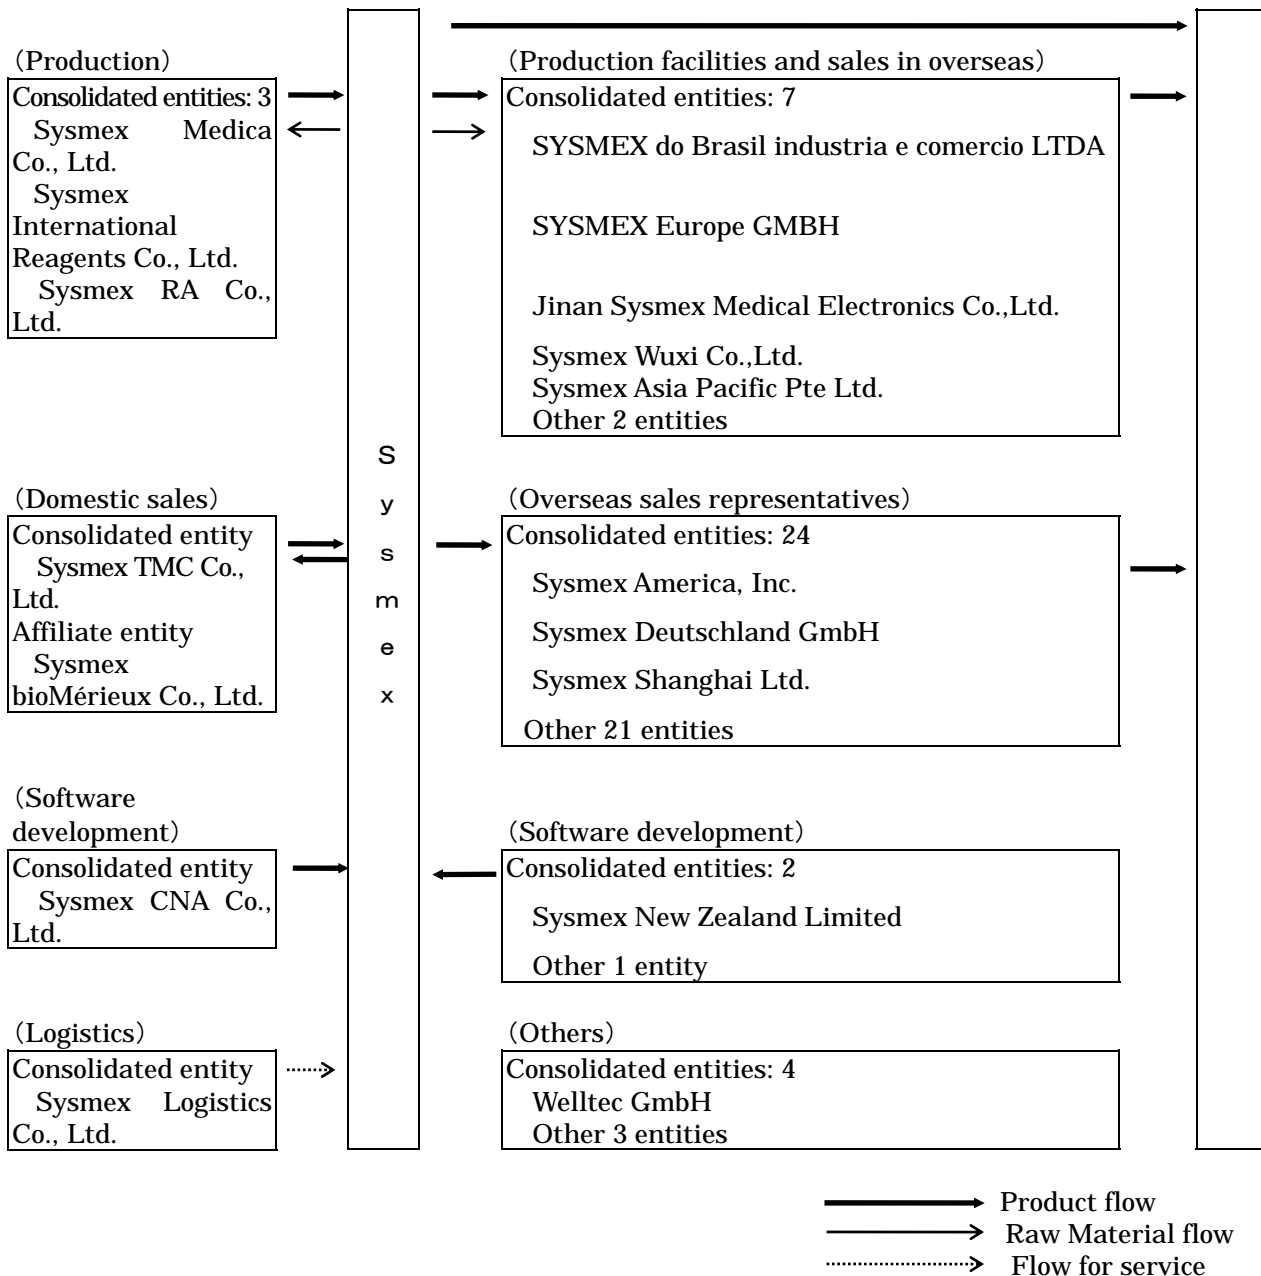 （Production）
Consolidated entities: 3
Sysmex Medica
Co., Ltd.
Sysmex
International
Reagents Co., Ltd.
Sysmex RA Co.,
Ltd.
（Domestic sales）
Consolidated entity
Sysmex TMC Co.,
Ltd.
Affiliate entity
Sysmex
bioMérieux Co., Ltd.
（Software
development）
Consolidated entity
Sysmex CNA Co.,
Ltd.
（Logistics）
Consolidated entity
Sysmex Logistics
Co., Ltd.
S
y
s
m
e
x
（Production facilities and sales in overseas）
Consolidated entities: 7
SYSMEX do Brasil industria e comercio LTDA
SYSMEX Europe GMBH
Jinan Sysmex Medical Electronics Co.,Ltd.
Sysmex Wuxi Co.,Ltd.
Sysmex Asia Pacific Pte Ltd.
Other 2 entities
（Overseas sales representatives）
Consolidated entities: 24
Sysmex America, Inc.
Sysmex Deutschland GmbH
Sysmex Shanghai Ltd.
Other 21 entities
（Software development）
Consolidated entities: 2
Sysmex New Zealand Limited
Other 1 entity
（Others）
Consolidated entities: 4
Welltec GmbH
Other 3 entities
Product flow
Raw Material flow
Flow for service